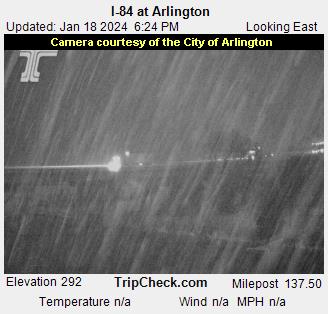 I-84 at Arlington
Updated: Jan 18 2024 6:24 PM Looking East
Camera courtesy of the City of Arlington
Elevation 292 TripCheck.com Milepost 137.50
Temperature n/a Wind n/a MPH n/a